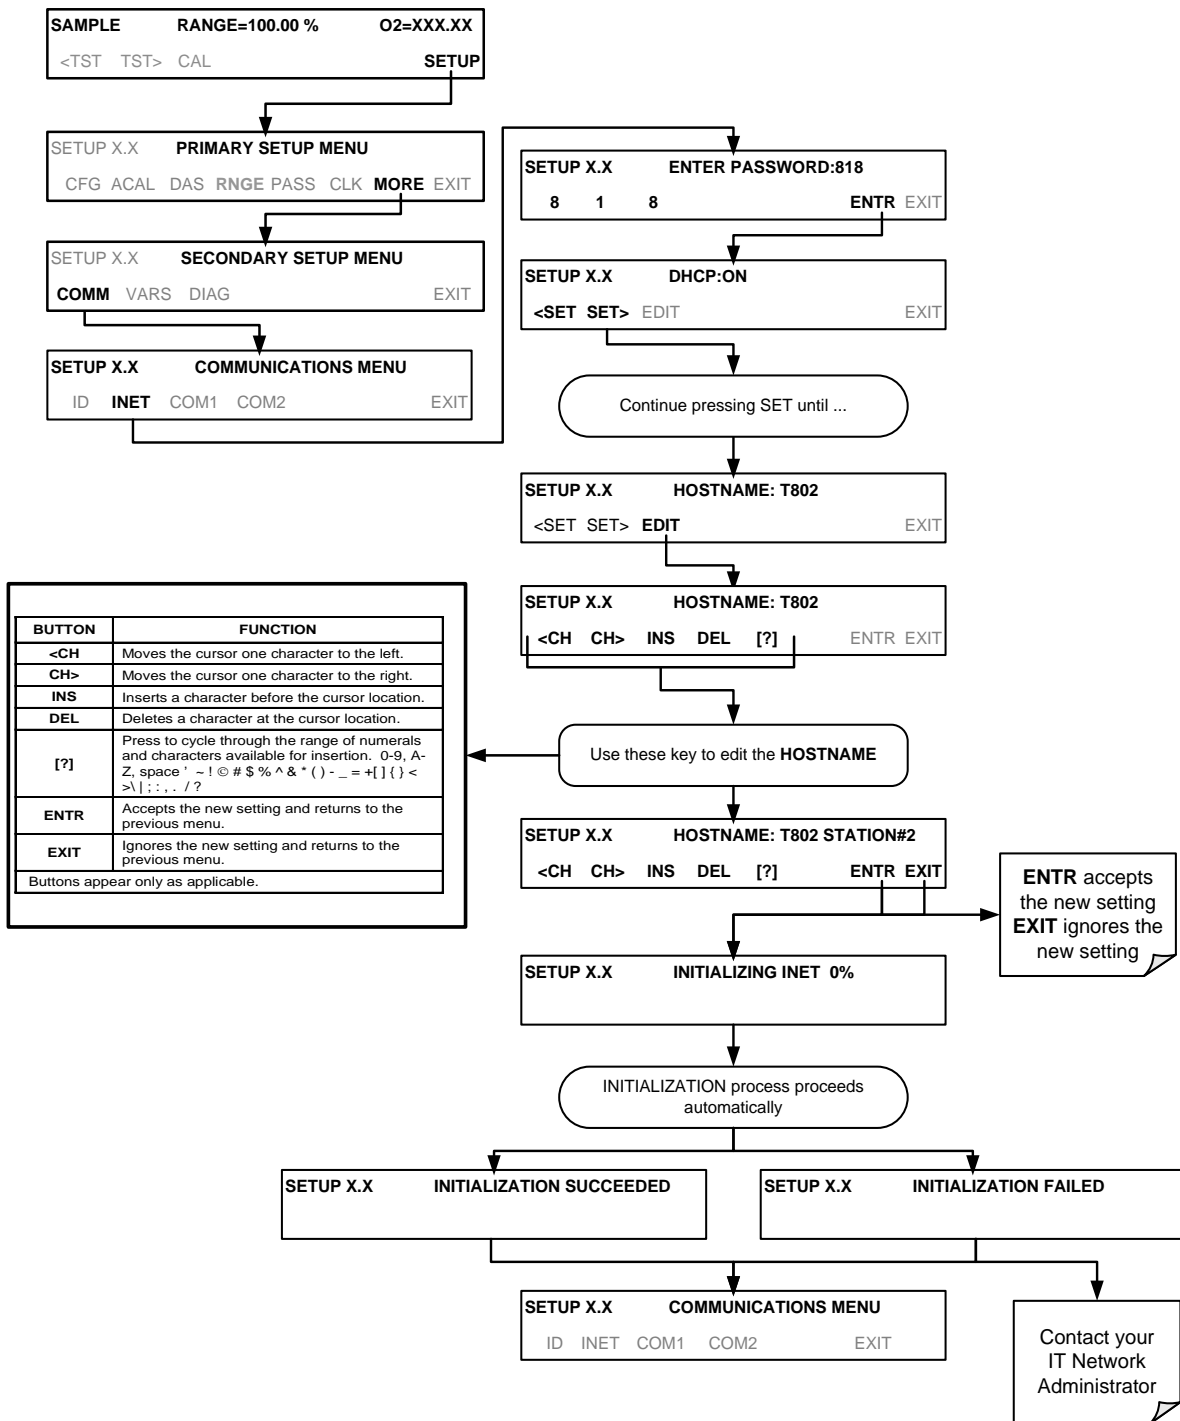 SAMPLE RANGE=100.00 % O2=XXX.XX
<TST TST> CAL SETUP
SETUP X.X PRIMARY SETUP MENU
CFG ACAL DAS RNGE PASS CLK MORE EXIT
SETUP X.X SECONDARY SETUP MENU
COMM VARS DIAG EXIT
SETUP X.X COMMUNICATIONS MENU
ID INET COM1 COM2 EXIT
SETUP X.X ENTER PASSWORD:818
8 1 8 ENTR EXIT
SETUP X.X DHCP:ON
<SET SET> EDIT EXIT
Continue pressing SET until ...
SETUP X.X HOSTNAME: T802
<SET SET> EDIT EXIT
SETUP X.X HOSTNAME: T802
<CH CH> INS DEL [?] ENTR EXIT
Use these key to edit the HOSTNAME
BUTTON FUNCTION
<CH Moves the cursor one character to the left.
CH> Moves the cursor one character to the right.
INS Inserts a character before the cursor location.
DEL Deletes a character at the cursor location.
[?] Press to cycle through the range of numerals
and characters available for insertion. 0-9, A-
Z, space ' ~ ! © # $ % ^ & * ( ) - _ = +[ ] { } <
>\ | ; : , . / ?
ENTR Accepts the new setting and returns to the
previous menu.
EXIT Ignores the new setting and returns to the
previous menu.
Buttons appear only as applicable.
SETUP X.X HOSTNAME: T802 STATION#2
<CH CH> INS DEL [?] ENTR EXIT
ENTR accepts
the new setting
EXIT ignores the
new setting
SETUP X.X INITIALIZING INET 0%
INITIALIZATION process proceeds
automatically
SETUP X.X INITIALIZATION SUCCEEDED
SETUP X.X INITIALIZATION FAILED
SETUP X.X COMMUNICATIONS MENU
ID INET COM1 COM2 EXIT
Contact your
IT Network
Administrator